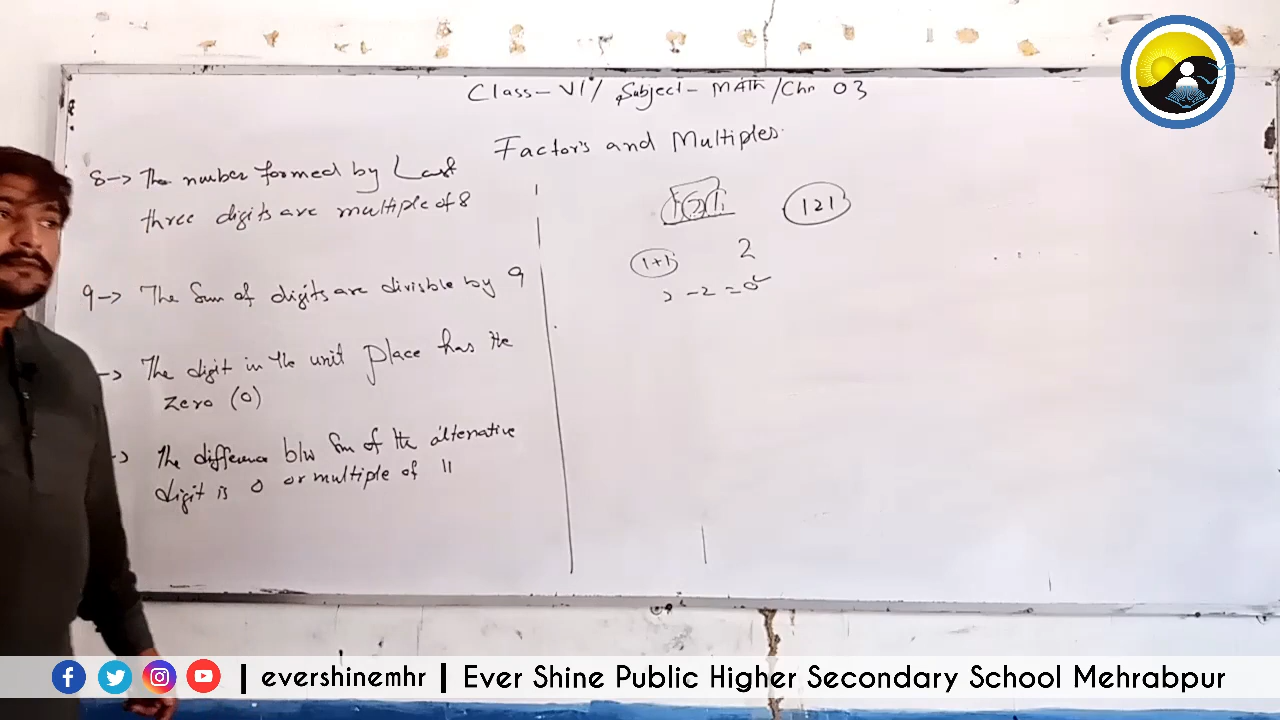 Class-VI/ Subject- MATH/Chp 03
Factors and Multiples.
8-> The number formed by Last
three digits are multiple of 8
9-> The Sum of digits are divisble by 9
-> The digit in the unit place has the
Zero (0)
-> The difference b/w Sum of the alternative
digit is 0 or multiple of 11
121
1+1 2
2 -2 = 0
| evershinemhr | Ever Shine Public Higher Secondary School Mehrabpur